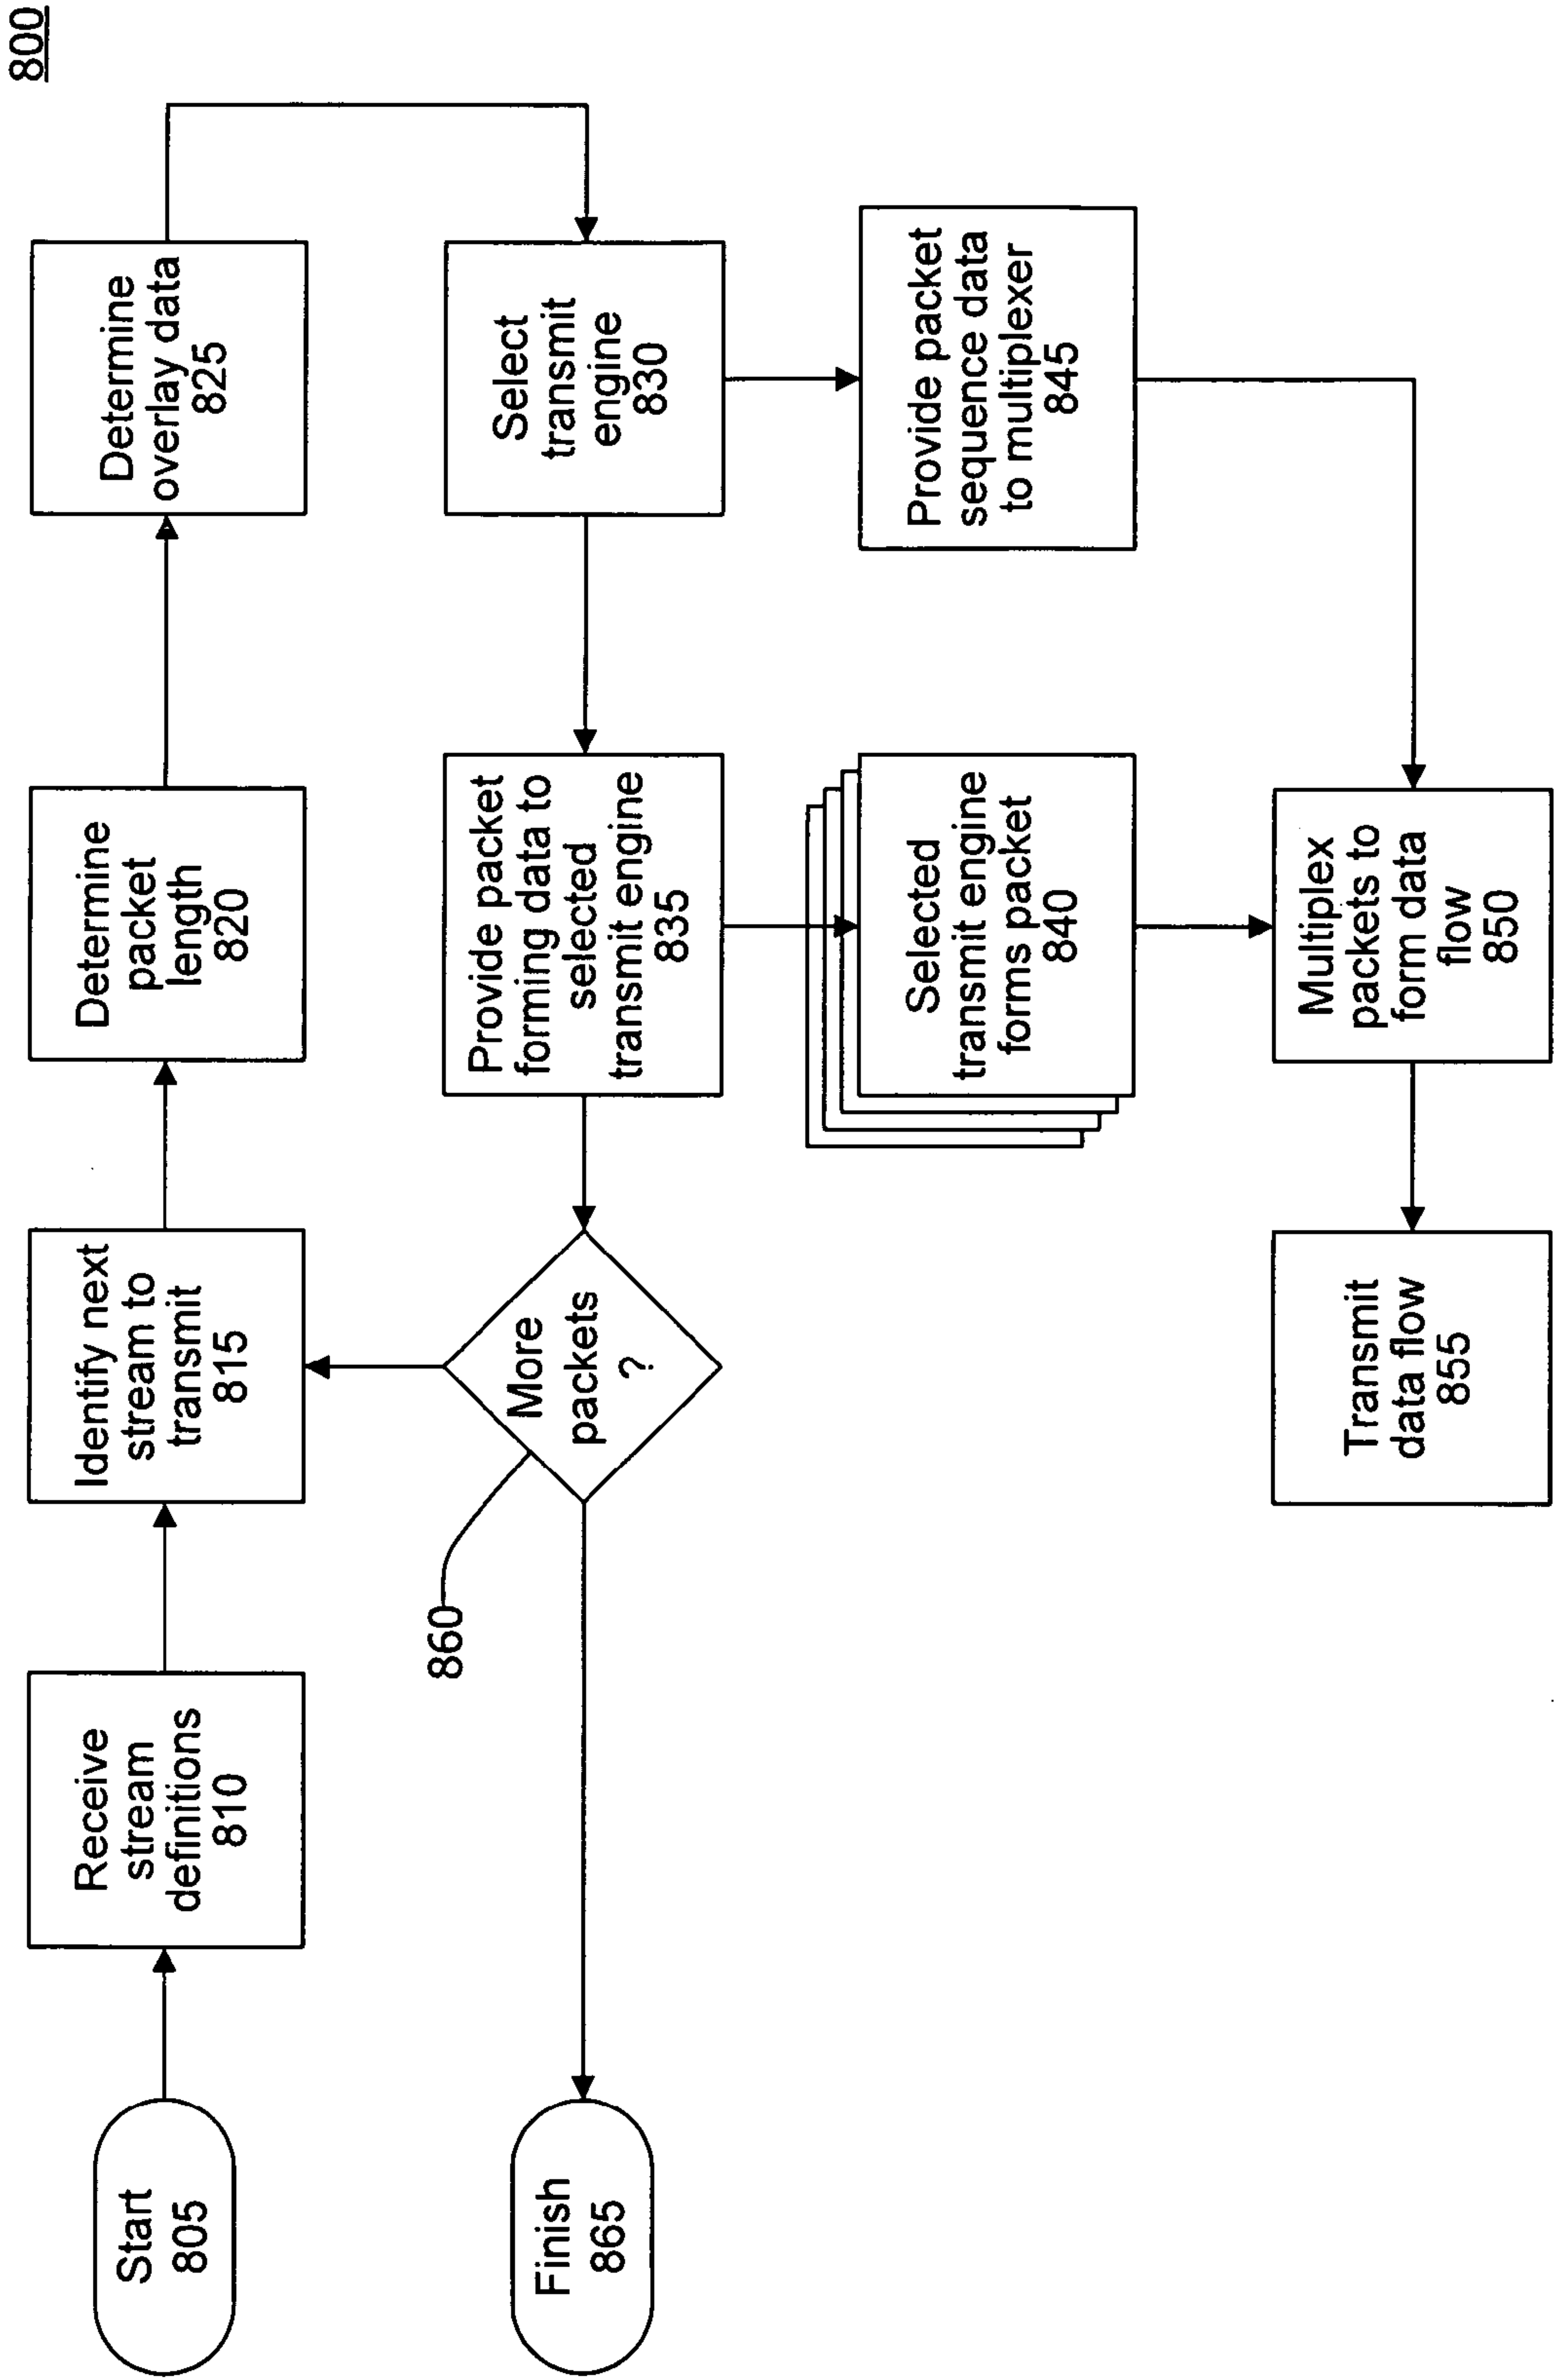 800
Start
805
Receive
stream
definitions
810
Identify next
stream to
transmit
815
Determine
packet
length
820
Determine
overlay data
825
Finish
865
860
More
packets
?
Provide packet
forming data to
selected
transmit engine
835
Select
transmit
engine
830
Selected
transmit engine
forms packet
840
Provide packet
sequence data
to multiplexer
845
Transmit
data flow
855
Multiplex
packets to
form data
flow
850